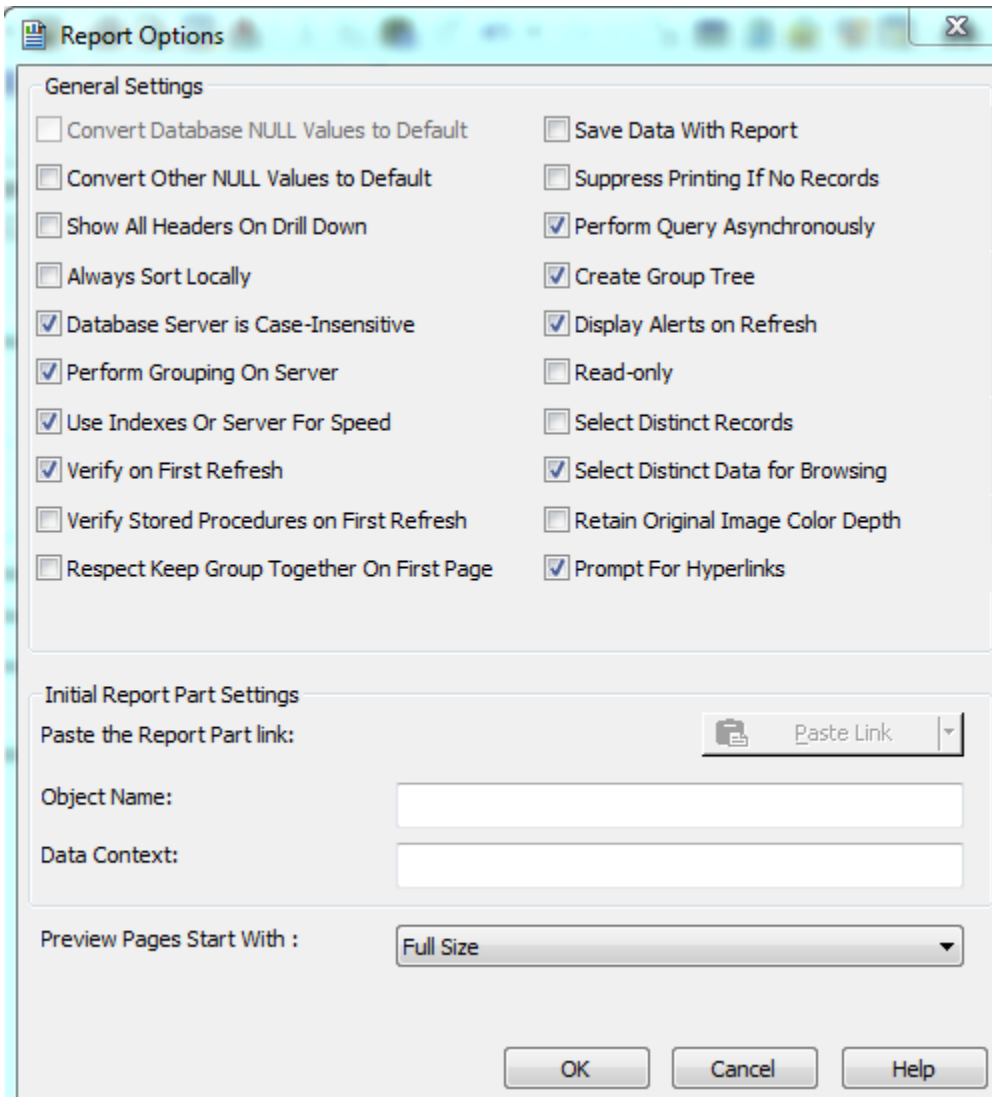 Report Options
General Settings
Convert Database NULL Values to Default
Save Data With Report
Convert Other NULL Values to Default
Suppress Printing If No Records
Show All Headers On Drill Down
Perform Query Asynchronously
Always Sort Locally
Create Group Tree
Database Server is Case-Insensitive
Display Alerts on Refresh
Perform Grouping On Server
Read-only
Use Indexes Or Server For Speed
Select Distinct Records
Verify on First Refresh
Select Distinct Data for Browsing
Verify Stored Procedures on First Refresh
Retain Original Image Color Depth
Respect Keep Group Together On First Page
Prompt For Hyperlinks
Initial Report Part Settings
Paste the Report Part link:
Paste Link
Object Name:
Data Context:
Preview Pages Start With :
Full Size
OK
Cancel
Help